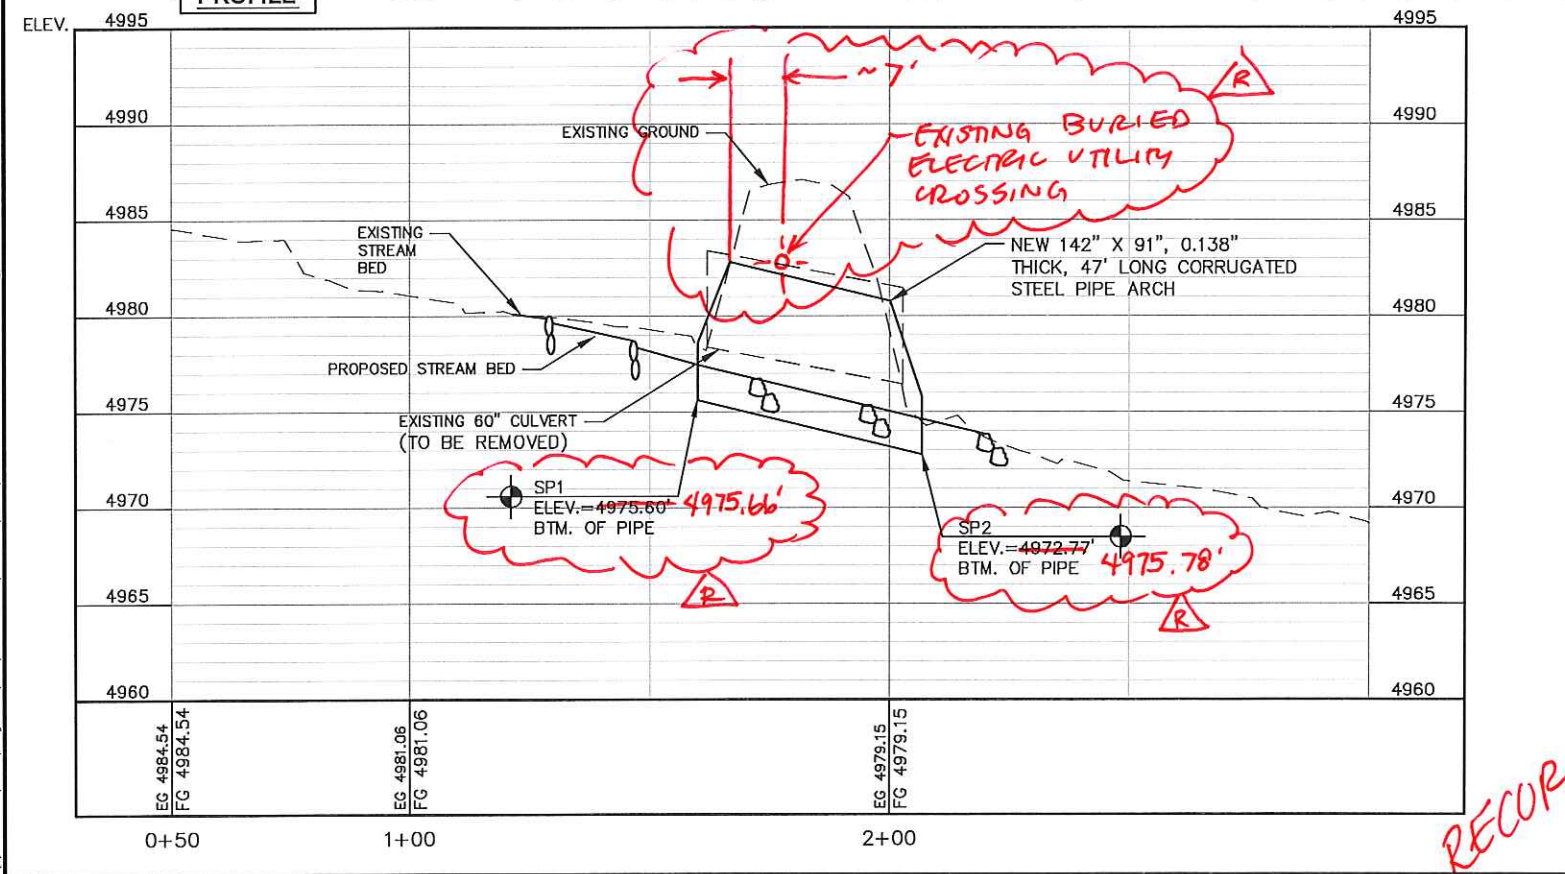 PROFILE
ELEV.
4995
4995
~7'
R
4990
4990
EXISTING GROUND
EXISTING BURIED
ELECTRIC UTILITY
CROSSING
4985
4985
EXISTING
STREAM
BED
NEW 142" X 91", 0.138"
THICK, 47' LONG CORRUGATED
STEEL PIPE ARCH
4980
4980
PROPOSED STREAM BED
4975
4975
EXISTING 60" CULVERT
(TO BE REMOVED)
4970
4970
SP1
ELEV.=4975.60' 4975.66'
BTM. OF PIPE
SP2
ELEV.=4972.77'
BTM. OF PIPE 4975.78'
R
R
4965
4965
4960
4960
EG 4984.54
FG 4984.54
EG 4981.06
FG 4981.06
EG 4979.15
FG 4979.15
0+50
1+00
2+00
RECOR